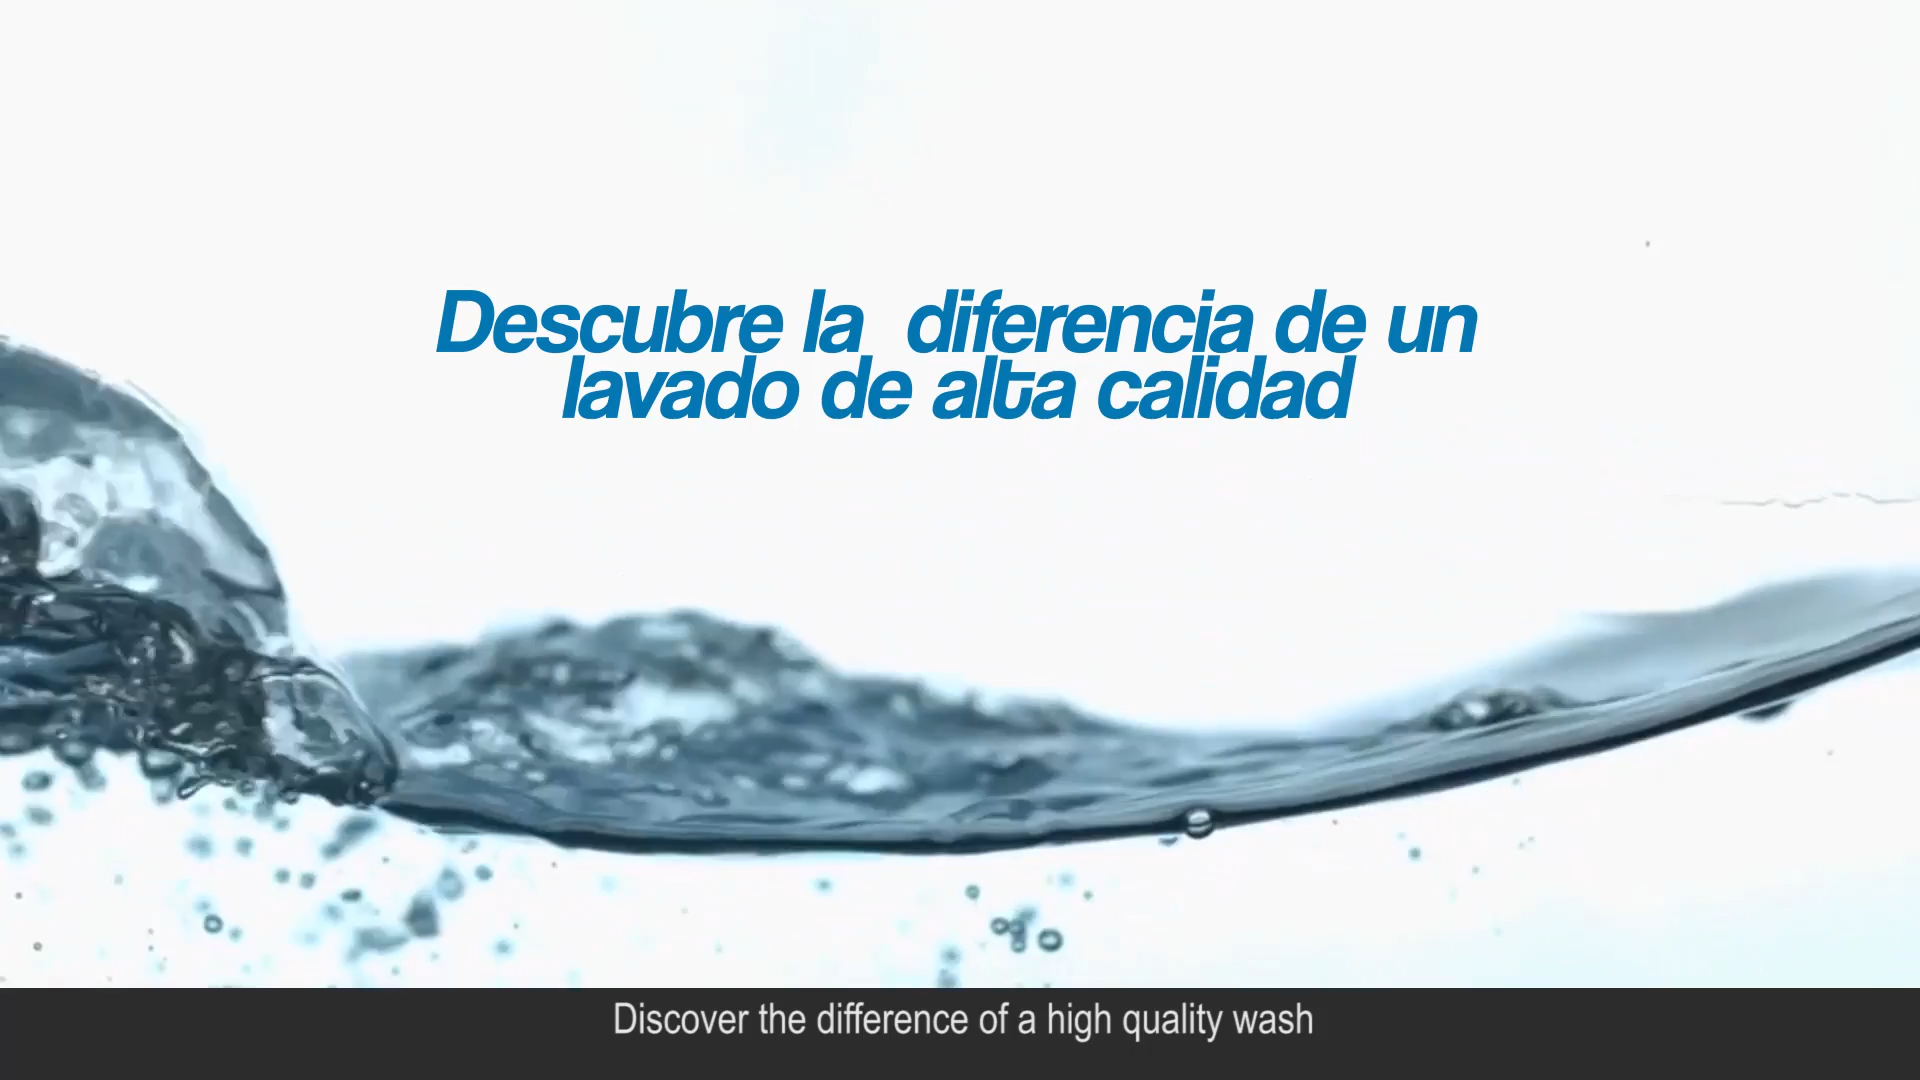 Descubre la  diferencia de un
lavado de alta calidad
Discover the difference of a high quality wash